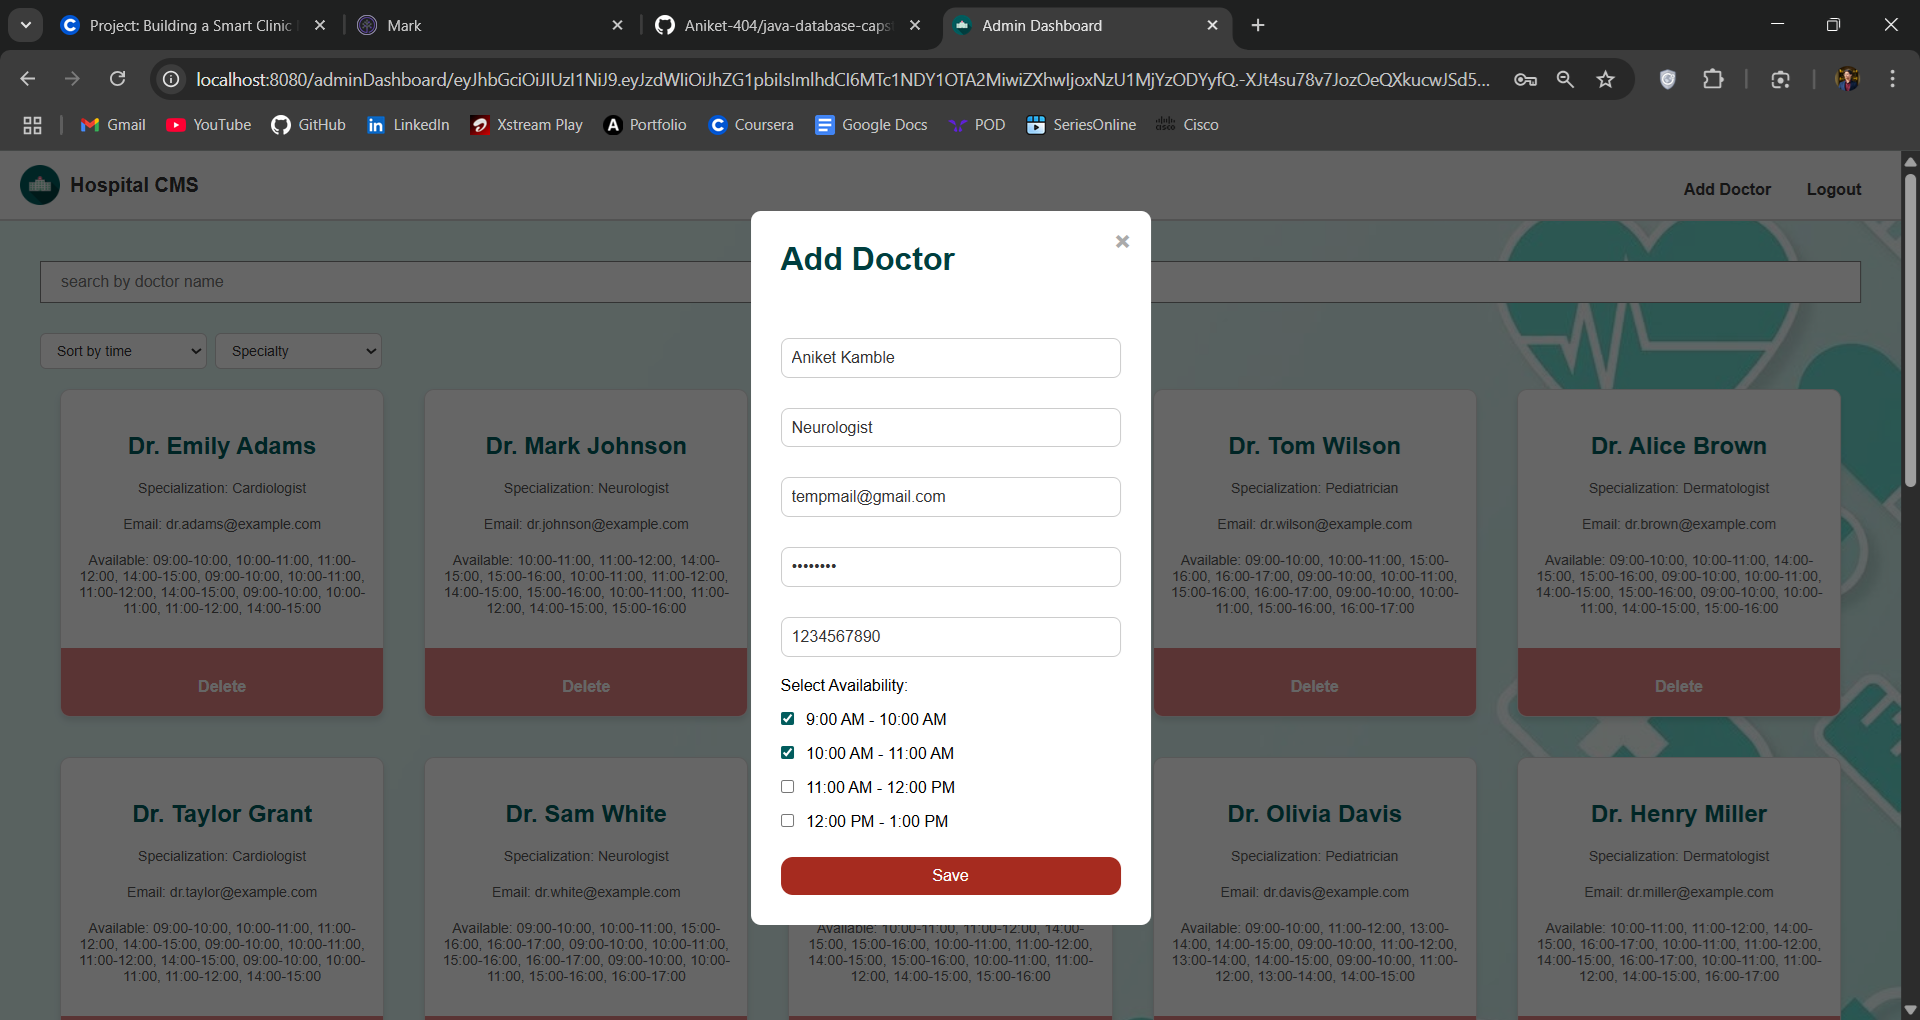 Project: Building a Smart Clinic
Mark
Aniket-404/java-database-caps
Admin Dashboard
localhost:8080/adminDashboard/eyJhbGciOiJIUzI1NiJ9.eyJzdWIiOiJhZG1pbiIsImlhdCI6MTc1NDY1OTA2MiwiZXhwIjoxNzU1MjYzODYyfQ.-XJt4su78v7JozOeQXkucwJSd5...
Gmail
YouTube
GitHub
LinkedIn
Xstream Play
Portfolio
Coursera
Google Docs
POD
SeriesOnline
Cisco
Hospital CMS
Add Doctor
Logout
search by doctor name
Sort by time
Specialty
Add Doctor
Aniket Kamble
Neurologist
tempmail@gmail.com
••••••••
1234567890
Select Availability:
9:00 AM - 10:00 AM
10:00 AM - 11:00 AM
11:00 AM - 12:00 PM
12:00 PM - 1:00 PM
Save
Dr. Emily Adams
Specialization: Cardiologist
Email: dr.adams@example.com
Available: 09:00-10:00, 10:00-11:00, 11:00-
12:00, 14:00-15:00, 09:00-10:00, 10:00-11:00,
11:00-12:00, 14:00-15:00, 09:00-10:00, 10:00-
11:00, 11:00-12:00, 14:00-15:00
Delete
Dr. Mark Johnson
Specialization: Neurologist
Email: dr.johnson@example.com
Available: 10:00-11:00, 11:00-12:00, 14:00-
15:00, 15:00-16:00, 10:00-11:00, 11:00-12:00,
14:00-15:00, 15:00-16:00, 10:00-11:00, 11:00-
12:00, 14:00-15:00, 15:00-16:00
Delete
Dr. Tom Wilson
Specialization: Pediatrician
Email: dr.wilson@example.com
Available: 09:00-10:00, 10:00-11:00, 15:00-
16:00, 16:00-17:00, 09:00-10:00, 10:00-11:00,
15:00-16:00, 16:00-17:00, 09:00-10:00, 10:00-
11:00, 15:00-16:00, 16:00-17:00
Delete
Dr. Alice Brown
Specialization: Dermatologist
Email: dr.brown@example.com
Available: 09:00-10:00, 10:00-11:00, 14:00-
15:00, 15:00-16:00, 09:00-10:00, 10:00-11:00,
14:00-15:00, 15:00-16:00, 09:00-10:00, 10:00-
11:00, 14:00-15:00, 15:00-16:00
Delete
Dr. Taylor Grant
Specialization: Cardiologist
Email: dr.taylor@example.com
Available: 09:00-10:00, 10:00-11:00, 11:00-
12:00, 14:00-15:00, 09:00-10:00, 10:00-11:00,
11:00-12:00, 14:00-15:00, 09:00-10:00, 10:00-
11:00, 11:00-12:00, 14:00-15:00
Dr. Sam White
Specialization: Neurologist
Email: dr.white@example.com
Available: 09:00-10:00, 10:00-11:00, 15:00-
16:00, 16:00-17:00, 09:00-10:00, 10:00-11:00,
15:00-16:00, 16:00-17:00, 09:00-10:00, 10:00-
11:00, 15:00-16:00, 16:00-17:00
Available: 10:00-11:00, 11:00-12:00, 14:00-
15:00, 15:00-16:00, 10:00-11:00, 11:00-12:00,
14:00-15:00, 15:00-16:00, 10:00-11:00, 11:00-
12:00, 14:00-15:00, 15:00-16:00
Dr. Olivia Davis
Specialization: Pediatrician
Email: dr.davis@example.com
Available: 09:00-10:00, 11:00-12:00, 13:00-
14:00, 14:00-15:00, 09:00-10:00, 11:00-12:00,
13:00-14:00, 14:00-15:00, 09:00-10:00, 11:00-
12:00, 13:00-14:00, 14:00-15:00
Dr. Henry Miller
Specialization: Dermatologist
Email: dr.miller@example.com
Available: 10:00-11:00, 11:00-12:00, 14:00-
15:00, 16:00-17:00, 10:00-11:00, 11:00-12:00,
14:00-15:00, 16:00-17:00, 10:00-11:00, 11:00-
12:00, 14:00-15:00, 16:00-17:00